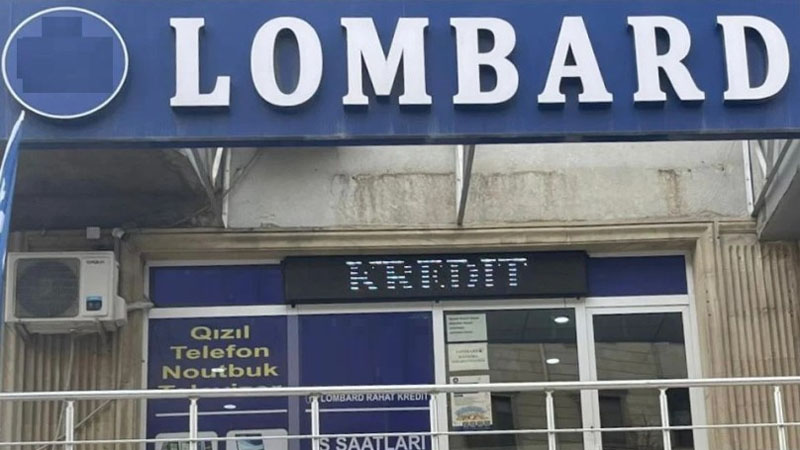 LOMBARD
KREDIT
Qızıl
Telefon
Noutbuk
LOMBARD RAHAT KREDIT
SAATLARI